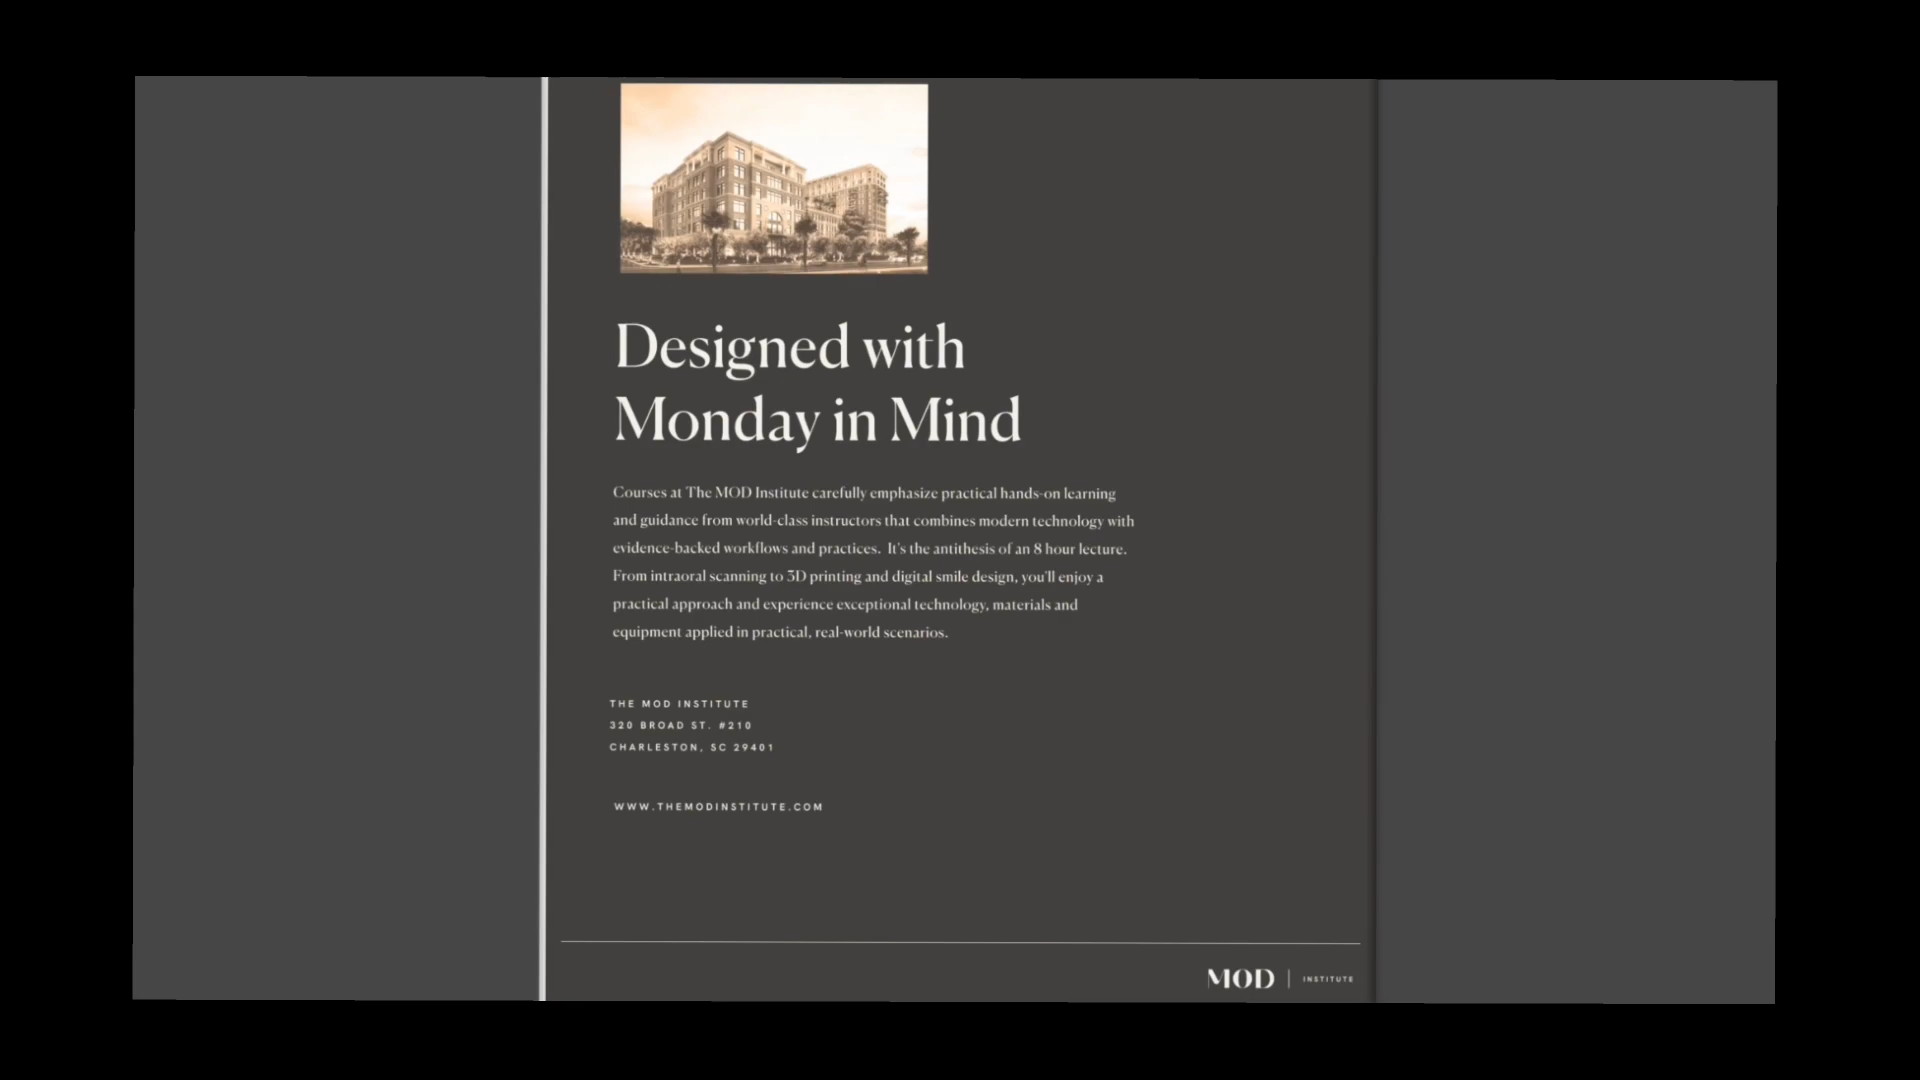 Designed with
Monday in Mind
Courses at The MOD Institute carefully emphasize practical hands-on learning
and guidance from world-class instructors that combines modern technology with
evidence-backed workflows and practices. It's the antithesis of an 8 hour lecture.
From intraoral scanning to 3D printing and digital smile design, you'll enjoy a
practical approach and experience exceptional technology, materials and
equipment applied in practical, real-world scenarios.
THE MOD INSTITUTE
320 BROAD ST. #210
CHARLESTON, SC 29401
WWW.THEMODINSTITUTE.COM
MOD | INSTITUTE